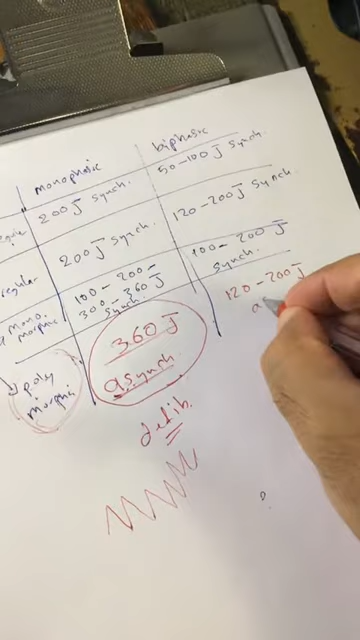 monophasic biphasic
200 J synch. 50-100 J synch.
regular 200 J synch. 120-200 J synch
mono morphic 100-200- 300-360 J synch. 100-200 J synch.
poly morphic 360 J asynch. 120-200 J a
defib.